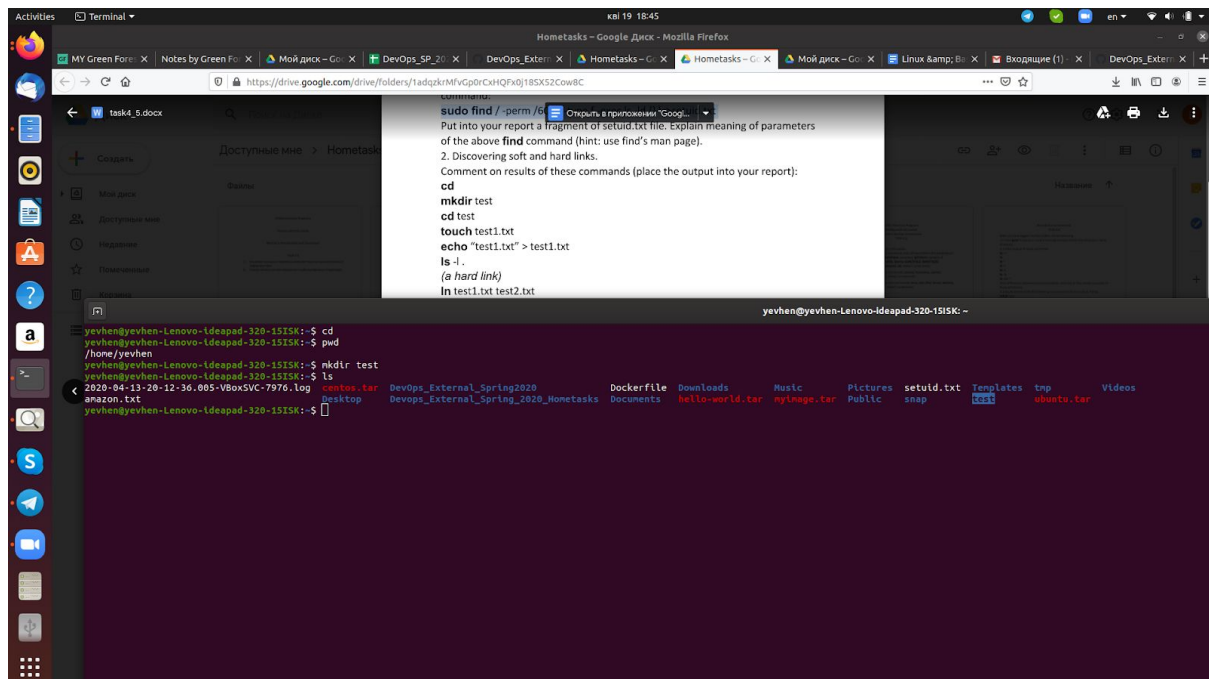 Activities Terminal кві 19 18:45 en
Hometasks – Google Диск - Mozilla Firefox
MY Green Fores Notes by Green Fo Мой диск – Goo DevOps_SP_20 DevOps_Extern Hometasks – Go Hometasks – Go Мой диск – Goo Linux &amp; Ba Входящие (1) DevOps_Extern
https://drive.google.com/drive/folders/1adqzkrMfvGp0rCxHQFx0j18SX52Cow8C
task4_5.docx
command:
sudo find / -perm /6
Открыть в приложении "Googl...
Put into your report a fragment of setuid.txt file. Explain meaning of parameters
of the above find command (hint: use find's man page).
2. Discovering soft and hard links.
Comment on results of these commands (place the output into your report):
cd
mkdir test
cd test
touch test1.txt
echo “test1.txt” > test1.txt
ls -l .
(a hard link)
ln test1.txt test2.txt
Создать
Доступные мне > Hometask
Мой диск
Файлы
Название
Доступные мне
Недавние
Помеченные
Корзина
yevhen@yevhen-Lenovo-ideapad-320-15ISK: ~
yevhen@yevhen-Lenovo-ideapad-320-15ISK:~$ cd
yevhen@yevhen-Lenovo-ideapad-320-15ISK:~$ pwd
/home/yevhen
yevhen@yevhen-Lenovo-ideapad-320-15ISK:~$ mkdir test
yevhen@yevhen-Lenovo-ideapad-320-15ISK:~$ ls
2020-04-13-20-12-36.005-VBoxSVC-7976.log centos.tar DevOps_External_Spring2020 Dockerfile Downloads Music Pictures setuid.txt Templates tmp Videos
amazon.txt Desktop Devops_External_Spring_2020_Hometasks Documents hello-world.tar myimage.tar Public snap test ubuntu.tar
yevhen@yevhen-Lenovo-ideapad-320-15ISK:~$